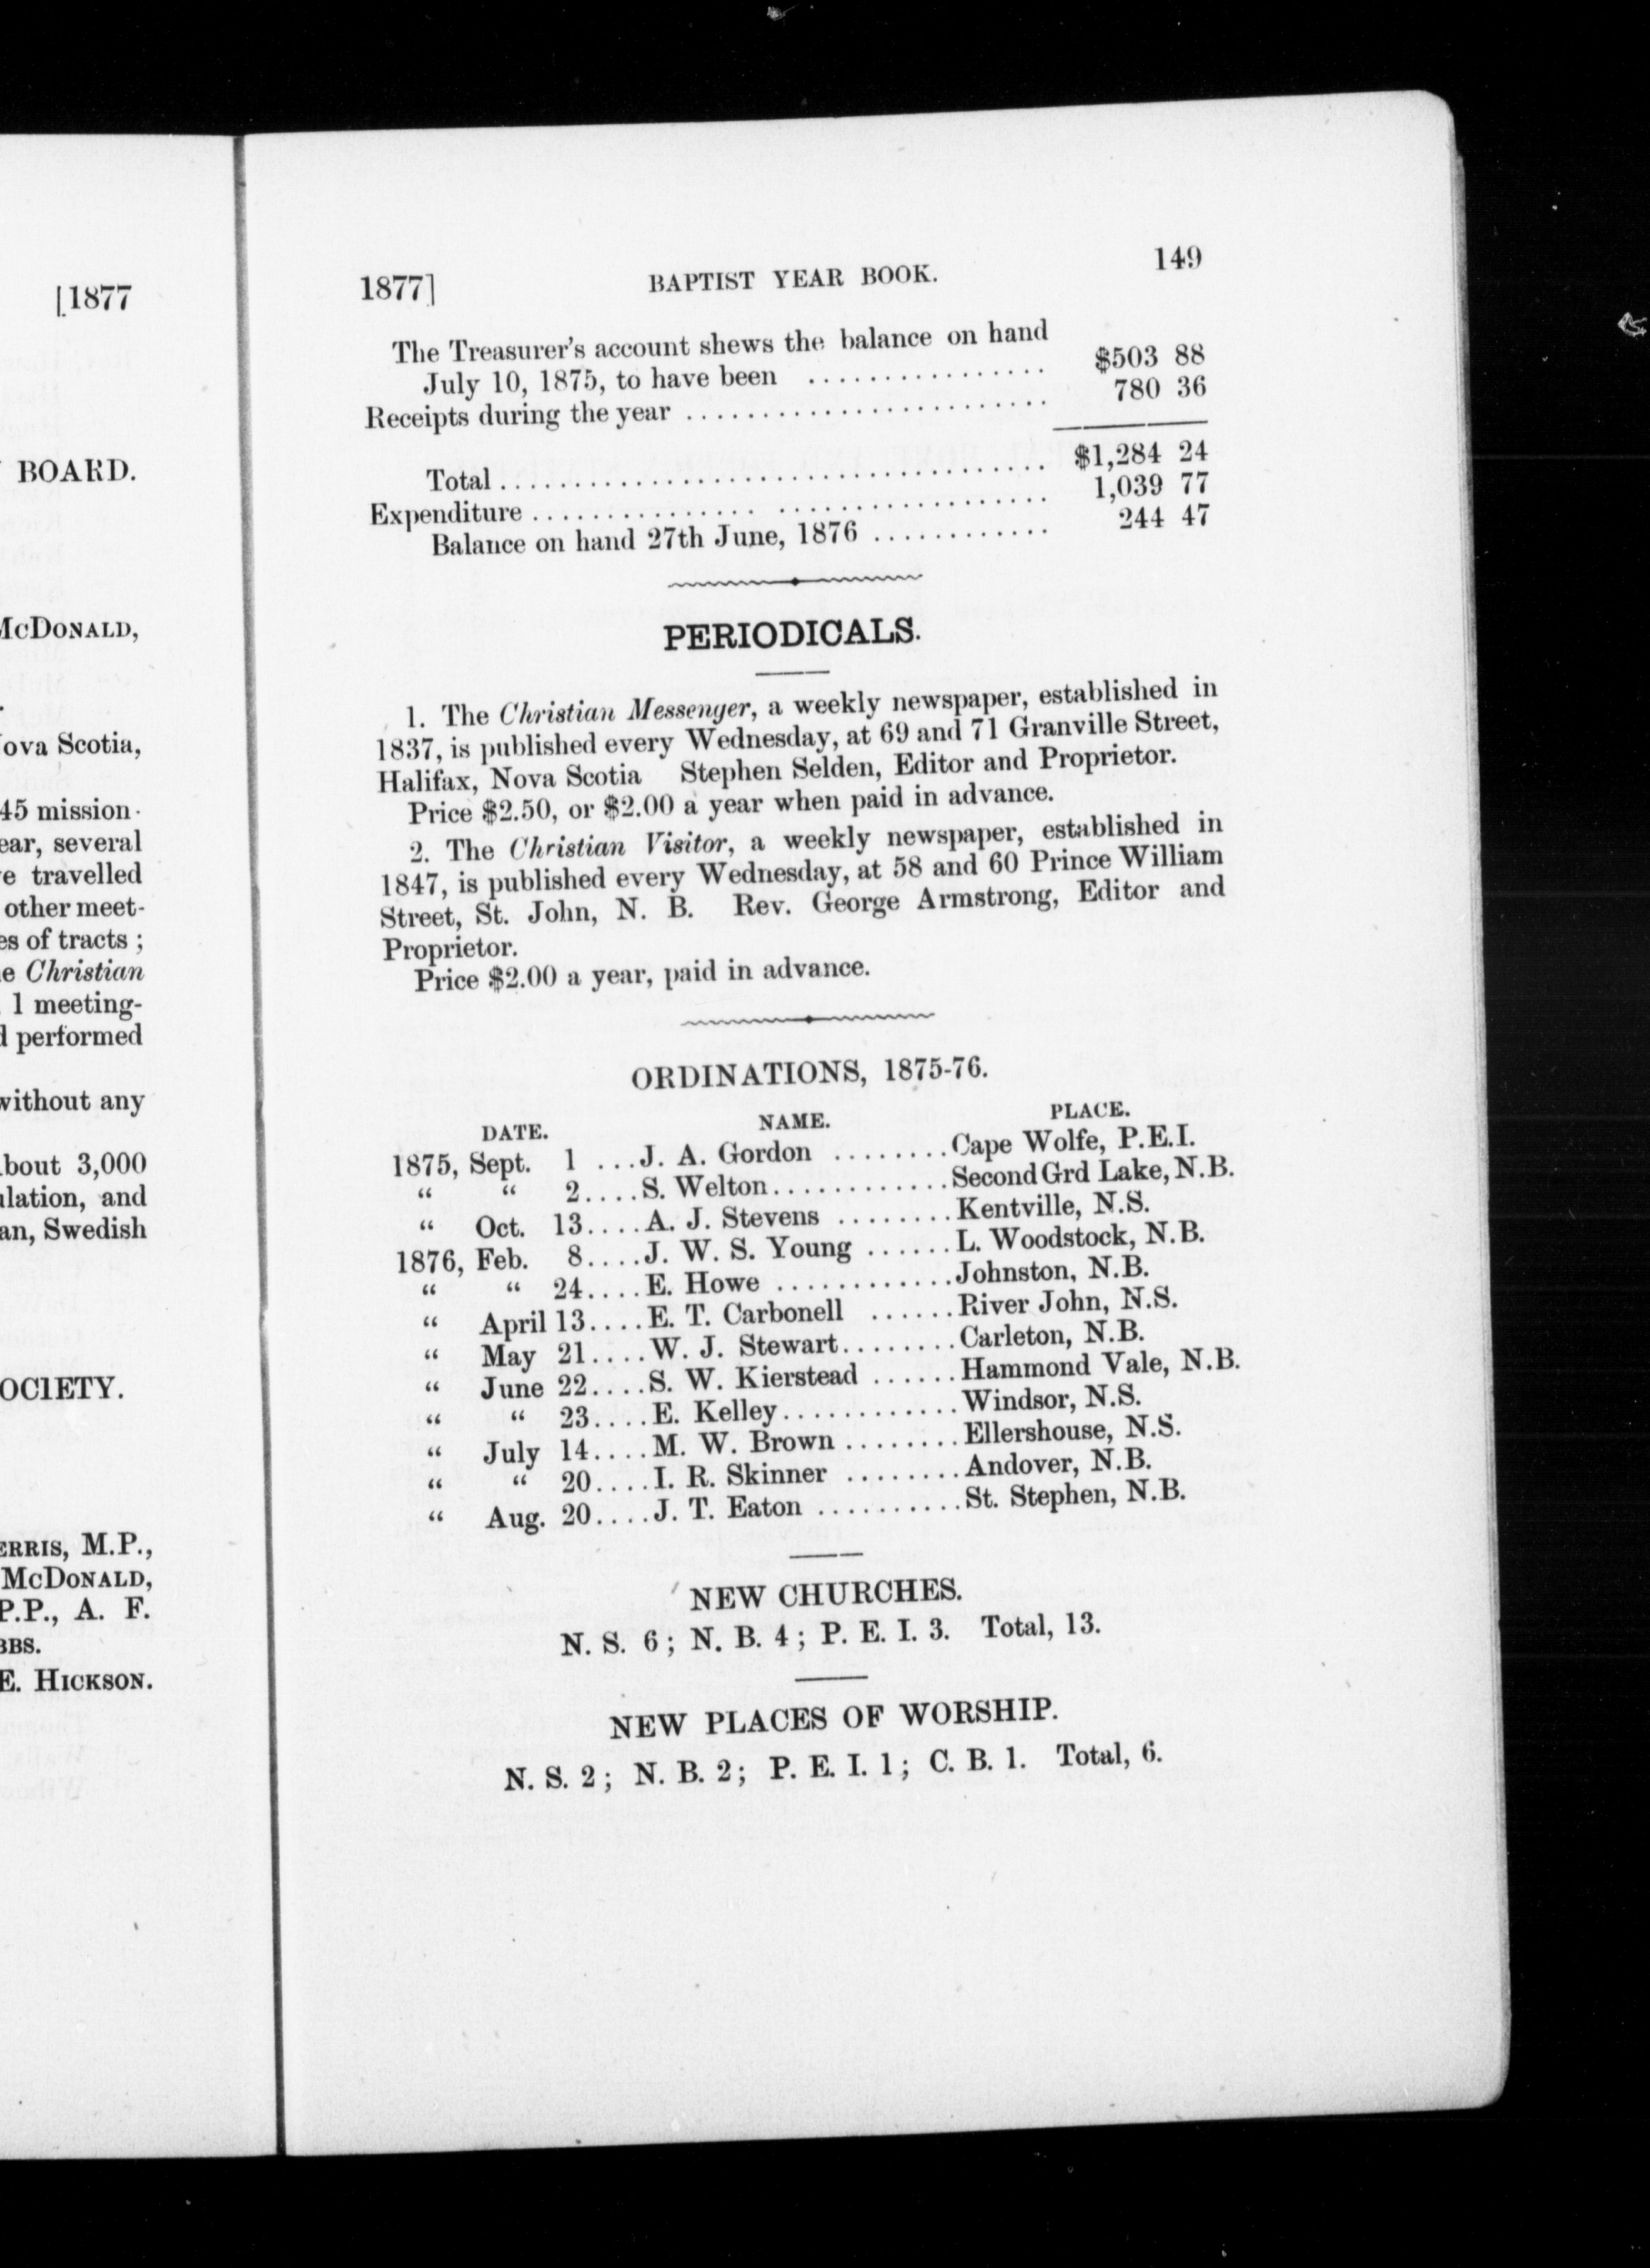 [1877
BOARD.
McDONALD,
Scotia,
45 mission-
several
travelled
other meet-
of tracts ;
Christian
1 meeting-
performed
without any
3,000
and
Swedish
M.P.,
McDONALD,
A. F.
E. HICKSON.
1877] BAPTIST YEAR BOOK. 149
The Treasurer's account shews the balance on hand
July 10, 1875, to have been ................ $503 88
Receipts during the year ........................ 780 36
Total ..................................... $1,284 24
Expenditure ............... .................. 1,039 77
Balance on hand 27th June, 1876 ............ 244 47
PERIODICALS.
1. The Christian Messenger, a weekly newspaper, established in
1837, is published every Wednesday, at 69 and 71 Granville Street,
Halifax, Nova Scotia Stephen Selden, Editor and Proprietor.
Price $2.50, or $2.00 a year when paid in advance.
2. The Christian Visitor, a weekly newspaper, established in
1847, is published every Wednesday, at 58 and 60 Prince William
Street, St. John, N. B. Rev. George Armstrong, Editor and
Proprietor.
Price $2.00 a year, paid in advance.
ORDINATIONS, 1875-76.
DATE. NAME. PLACE.
1875, Sept. 1 ...J. A. Gordon ........Cape Wolfe, P.E.I.
" " 2....S. Welton............Second Grd Lake, N.B.
" Oct. 13....A. J. Stevens ........Kentville, N.S.
1876, Feb. 8....J. W. S. Young ......L. Woodstock, N.B.
" " 24....E. Howe ............Johnston, N.B.
" April 13....E. T. Carbonell ......River John, N.S.
" May 21....W. J. Stewart........Carleton, N.B.
" June 22....S. W. Kierstead ......Hammond Vale, N.B.
" " 23....E. Kelley............Windsor, N.S.
" July 14....M. W. Brown ........Ellershouse, N.S.
" " 20....I. R. Skinner ........Andover, N.B.
" Aug. 20....J. T. Eaton ..........St. Stephen, N.B.
NEW CHURCHES.
N. S. 6 ; N. B. 4 ; P. E. I. 3. Total, 13.
NEW PLACES OF WORSHIP.
N. S. 2 ; N. B. 2 ; P. E. I. 1 ; C. B. 1. Total, 6.